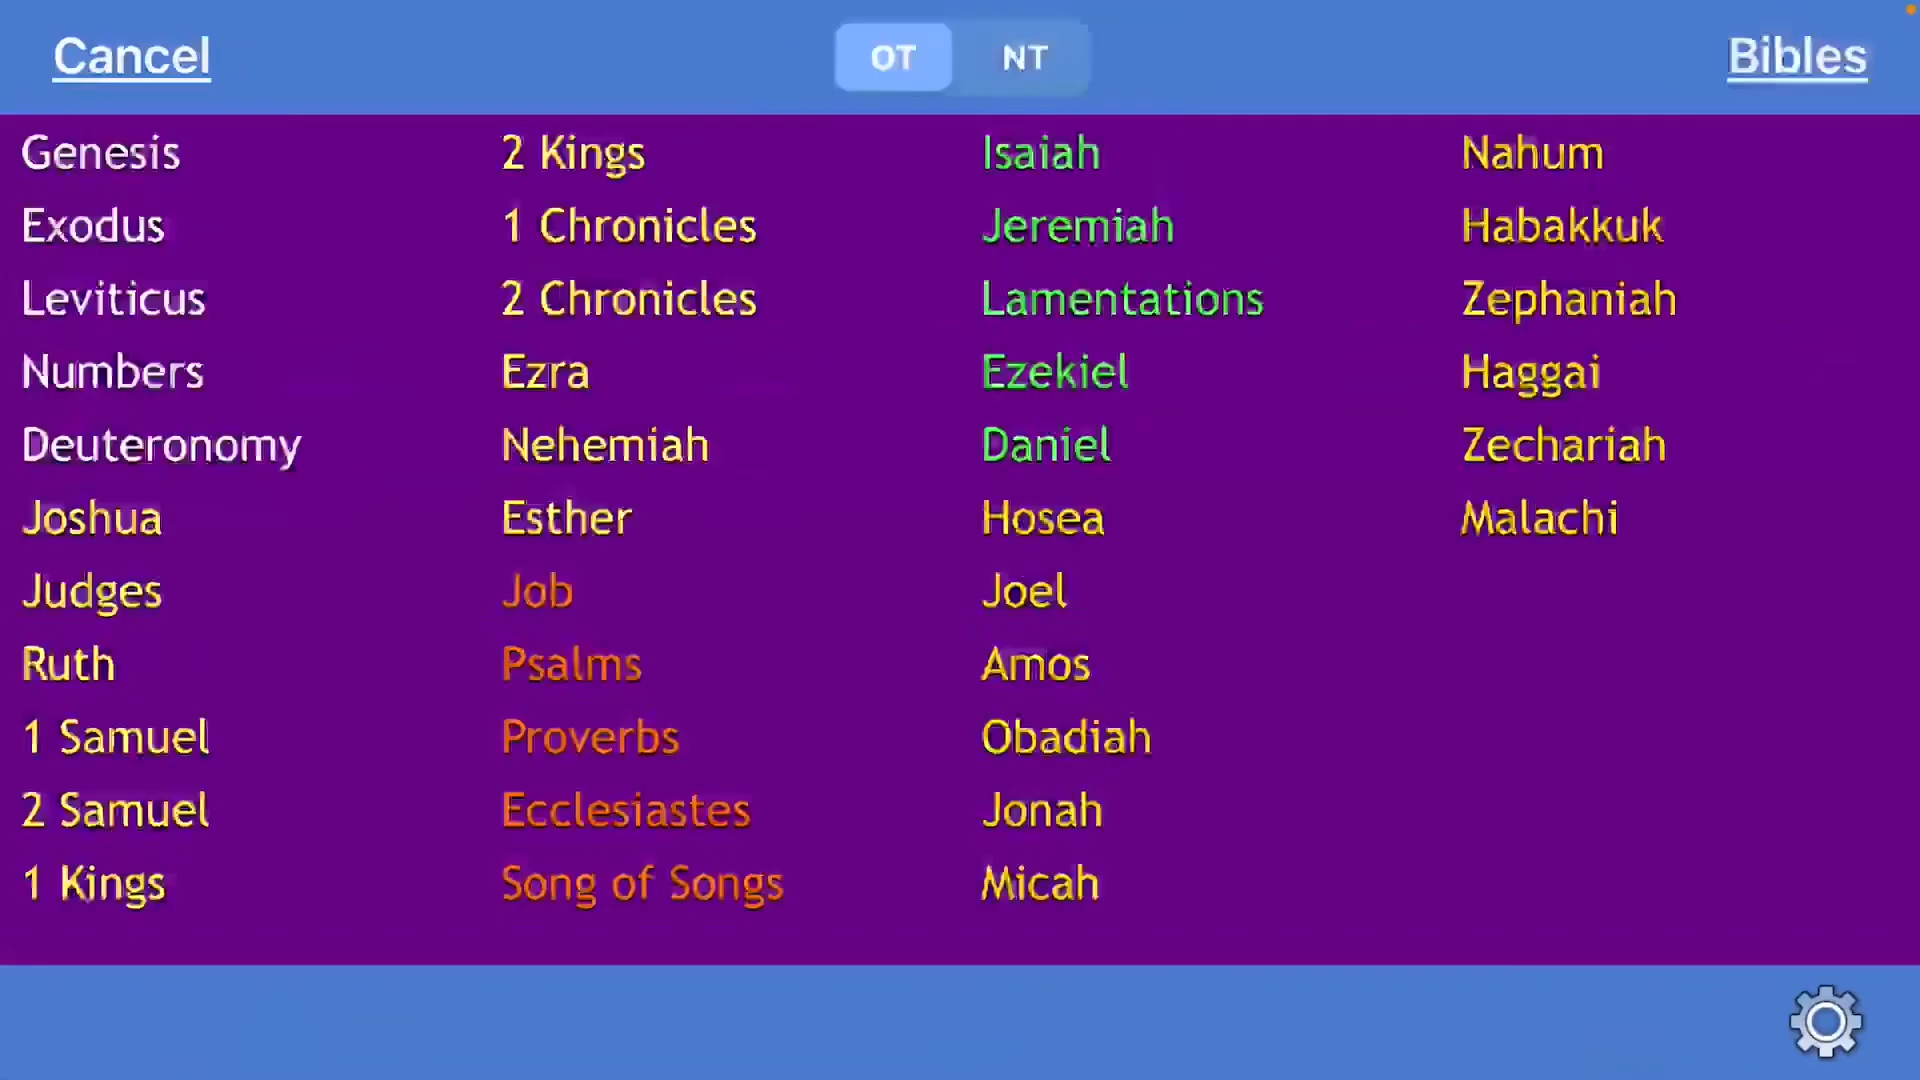 Cancel
OT
NT
Bibles
Genesis
Exodus
Leviticus
Numbers
Deuteronomy
Joshua
Judges
Ruth
1 Samuel
2 Samuel
1 Kings
2 Kings
1 Chronicles
2 Chronicles
Ezra
Nehemiah
Esther
Job
Psalms
Proverbs
Ecclesiastes
Song of Songs
Isaiah
Jeremiah
Lamentations
Ezekiel
Daniel
Hosea
Joel
Amos
Obadiah
Jonah
Micah
Nahum
Habakkuk
Zephaniah
Haggai
Zechariah
Malachi